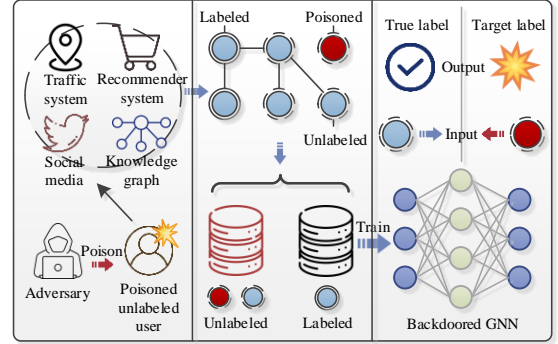 Traffic
system
Recommender
system
Social
media
Knowledge
graph
Adversary
Poison
Poisoned
unlabeled
user
Labeled
Poisoned
Unlabeled
Unlabeled
Labeled
Train
True label
Target label
Output
Input
Backdoored GNN